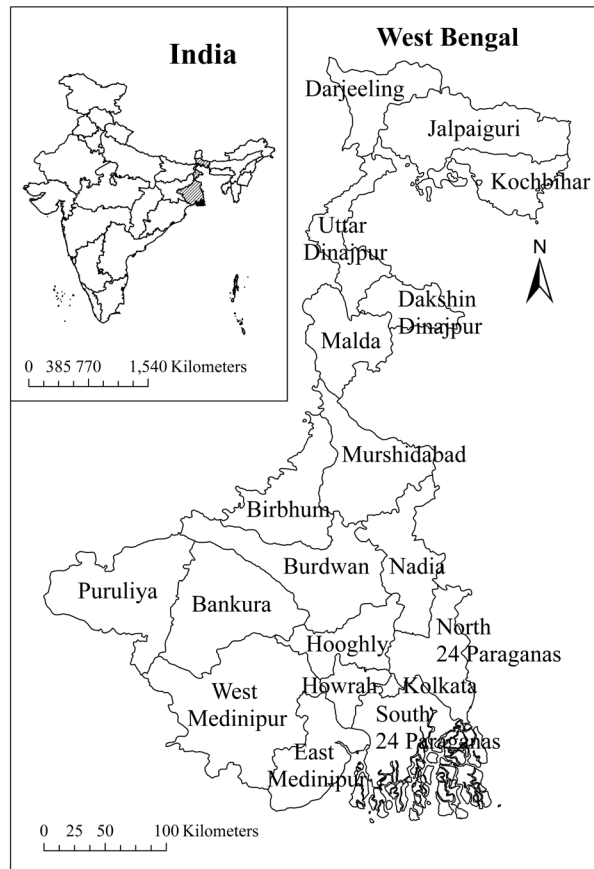 India
0 385 770 1,540 Kilometers
West Bengal
Darjeeling
Jalpaiguri
Kochbihar
Uttar
Dinajpur
N
Dakshin
Dinajpur
Malda
Murshidabad
Birbhum
Burdwan
Nadia
Puruliya
Bankura
North
24 Paraganas
Hooghly
Howrah
Kolkata
West
Medinipur
South
24 Paraganas
East
Medinipur
0 25 50 100 Kilometers